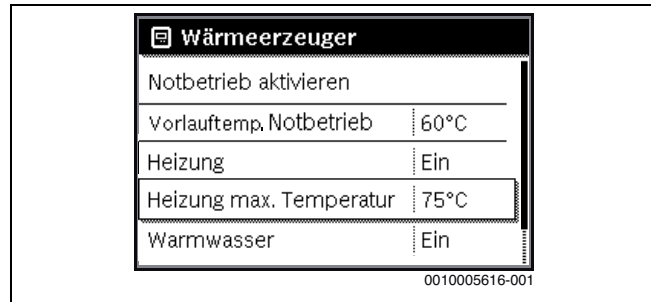 Wärmeerzeuger
Notbetrieb aktivieren
Vorlauftemp. Notbetrieb 60°C
Heizung Ein
Heizung max. Temperatur 75°C
Warmwasser Ein
0010005616-001